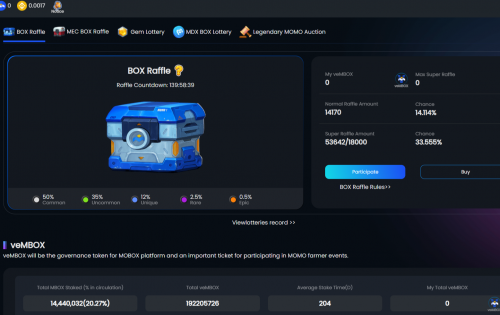 0
0.0017
MOBOX
BOX Raffle
MEC BOX Raffle
Gem Lottery
MDX BOX Lottery
Legendary MOMO Auction
BOX Raffle
Raffle Countdown: 139:58:39
50%
Common
35%
Uncommon
12%
Unique
2.5%
Rare
0.5%
Epic
My veMBOX
0
veMBOX
Max Super Raffle
0
Normal Raffle Amount
14170
Chance
14.114%
Super Raffle Amount
53642/18000
Chance
33.555%
Participate
Buy
BOX Raffle Rules>>
Viewlotteries record >>
veMBOX
veMBOX will be the governance token for MOBOX platform and an important ticket for participating in MOMO farmer events.
Total MBOX Staked (% in circulation)
14,440,032(20.27%)
Total veMBOX
192205726
Average Stake Time(D)
204
My Total veMBOX
0
veMBOX